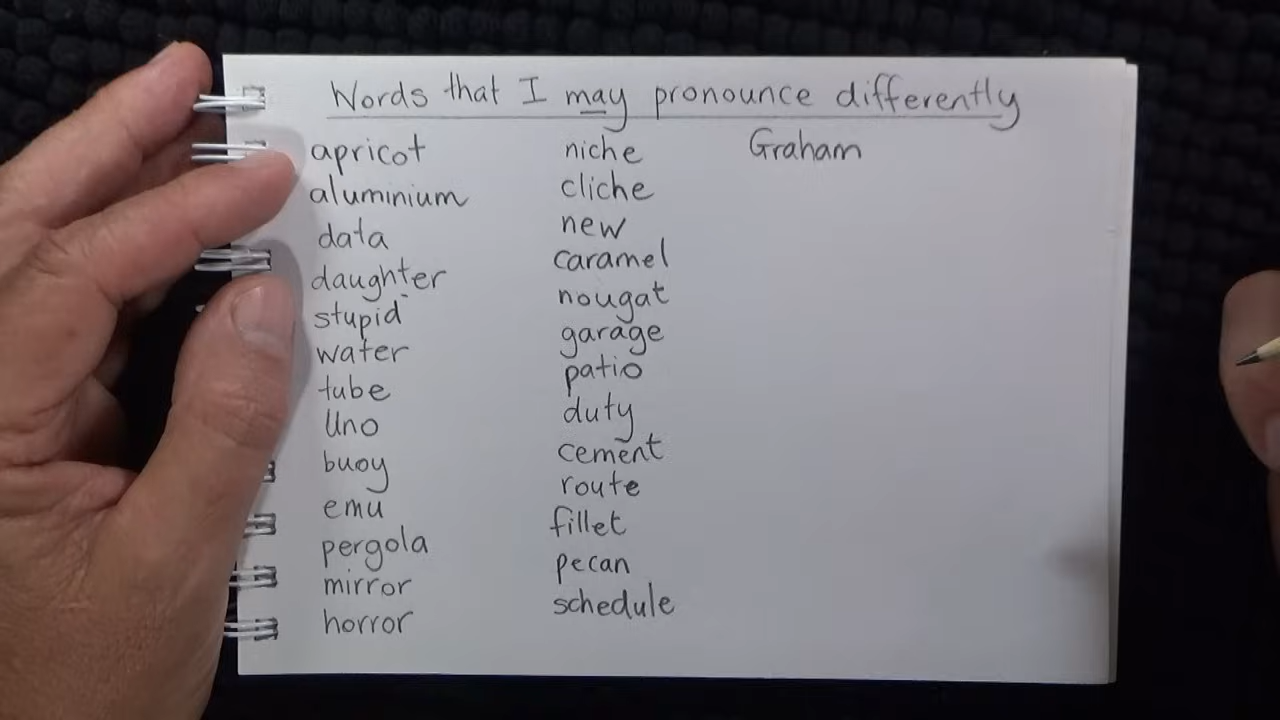 Words that I may pronounce differently
apricot
aluminium
data
daughter
stupid
water
tube
Uno
buoy
emu
pergola
mirror
horror
niche
cliche
new
caramel
nougat
garage
patio
duty
cement
route
fillet
pecan
schedule
Graham